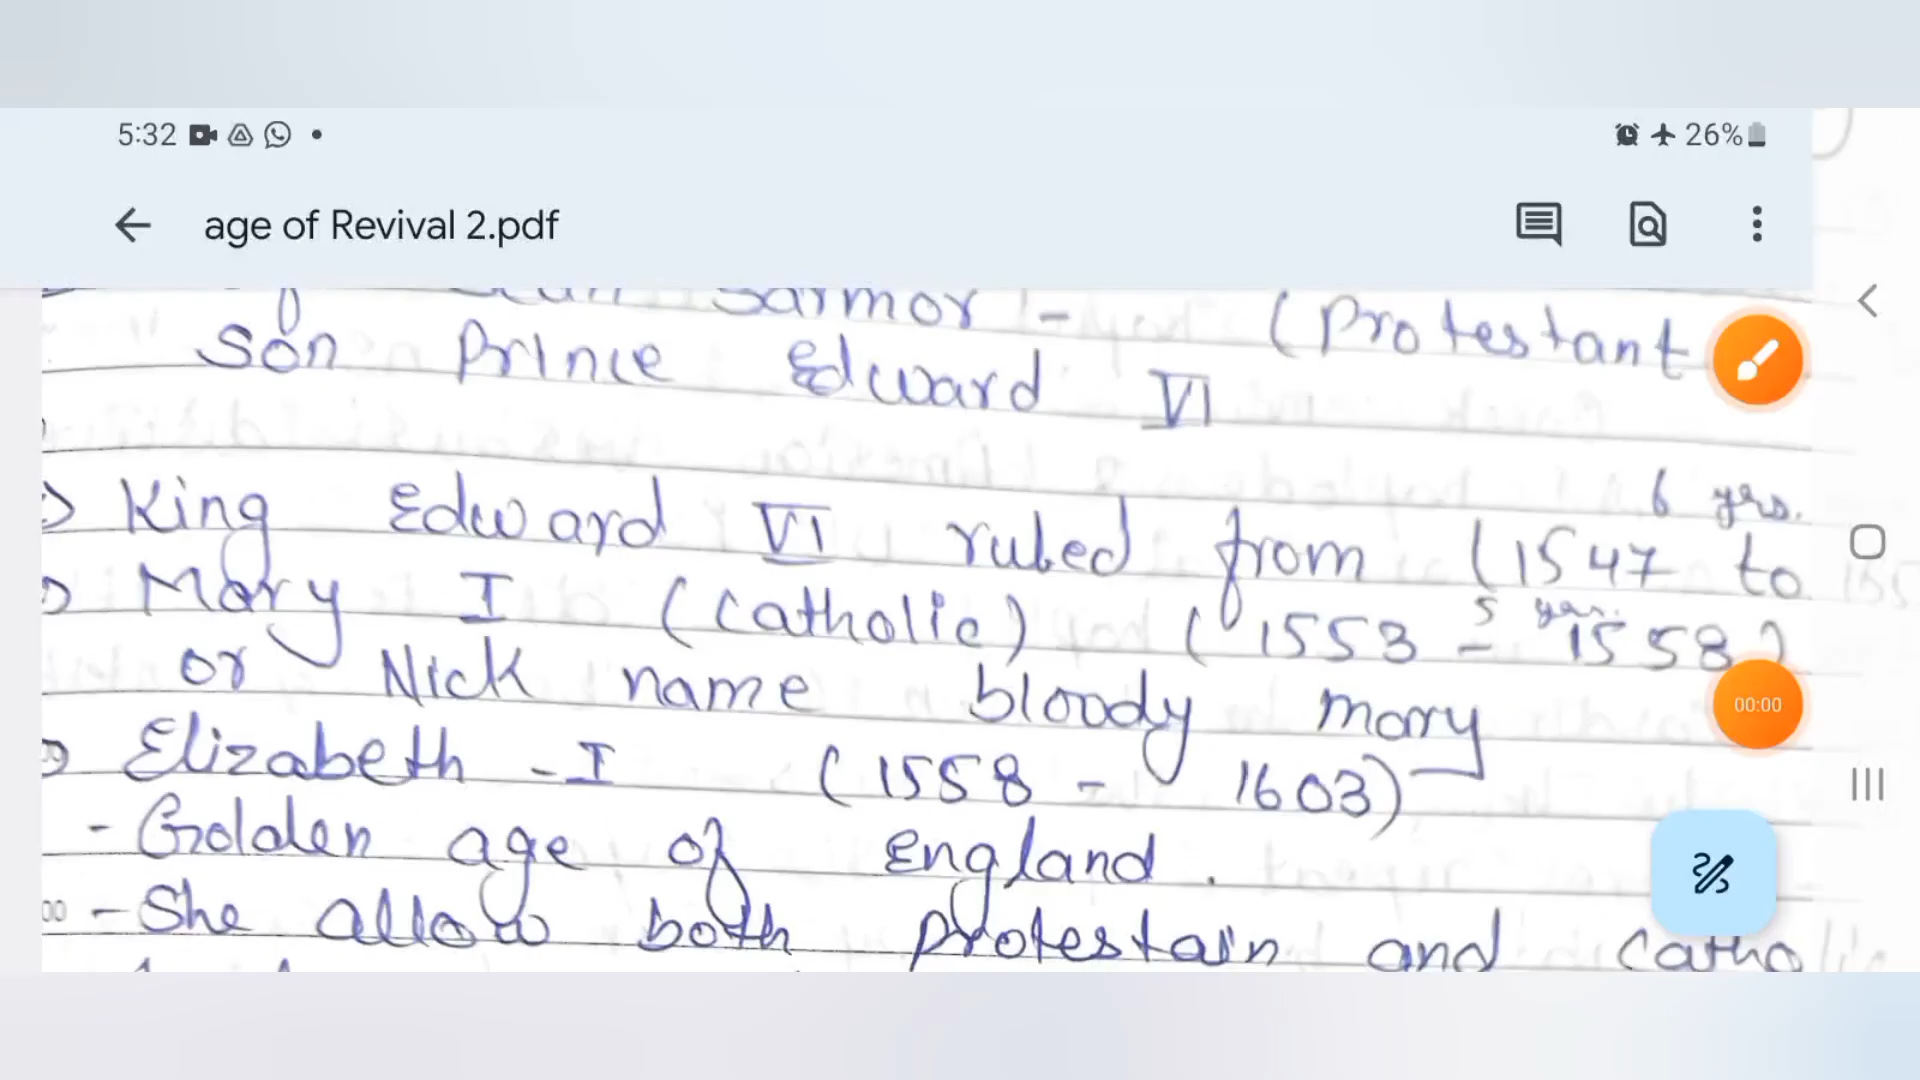 5:32
26%
age of Revival 2.pdf
Sarmor - (Protestant
Son Prince Edward VI
6 yrs.
King Edward VI ruled from (1547 to
5 yrs.
Mary I (Catholic) (1553 - 1558)
or Nick name bloody mary
00:00
Elizabeth - I (1558 - 1603)
- Golden age of England.
- She allow both protestain and catho